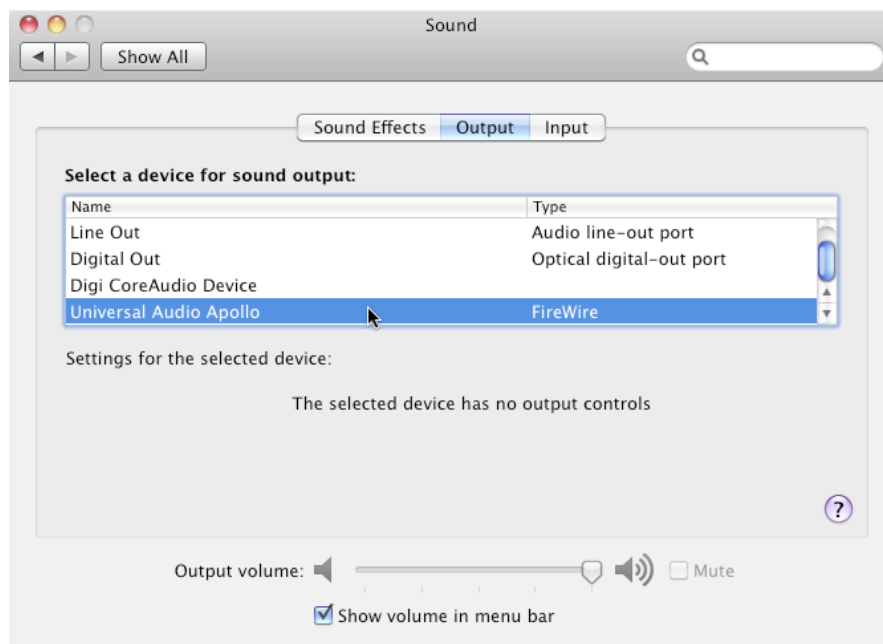 Sound
Show All
Sound Effects Output Input
Select a device for sound output:
Name Type
Line Out Audio line-out port
Digital Out Optical digital-out port
Digi CoreAudio Device
Universal Audio Apollo FireWire
Settings for the selected device:
The selected device has no output controls
?
Output volume: Mute
Show volume in menu bar